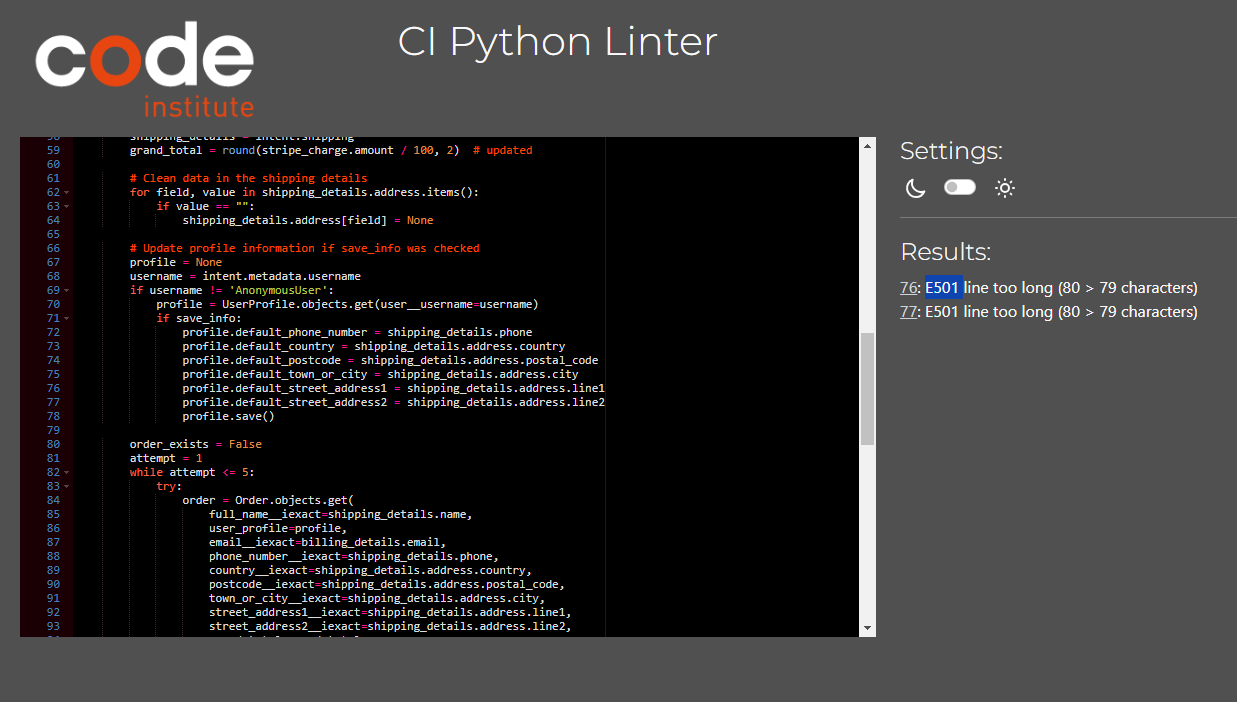 code
institute
CI Python Linter
58 shipping_details = intent.shipping
59 grand_total = round(stripe_charge.amount / 100, 2)  # updated
60
61 # Clean data in the shipping details
62 for field, value in shipping_details.address.items():
63 if value == "":
64 shipping_details.address[field] = None
65
66 # Update profile information if save_info was checked
67 profile = None
68 username = intent.metadata.username
69 if username != 'AnonymousUser':
70 profile = UserProfile.objects.get(user__username=username)
71 if save_info:
72 profile.default_phone_number = shipping_details.phone
73 profile.default_country = shipping_details.address.country
74 profile.default_postcode = shipping_details.address.postal_code
75 profile.default_town_or_city = shipping_details.address.city
76 profile.default_street_address1 = shipping_details.address.line1
77 profile.default_street_address2 = shipping_details.address.line2
78 profile.save()
79
80 order_exists = False
81 attempt = 1
82 while attempt <= 5:
83 try:
84 order = Order.objects.get(
85 full_name__iexact=shipping_details.name,
86 user_profile=profile,
87 email__iexact=billing_details.email,
88 phone_number__iexact=shipping_details.phone,
89 country__iexact=shipping_details.address.country,
90 postcode__iexact=shipping_details.address.postal_code,
91 town_or_city__iexact=shipping_details.address.city,
92 street_address1__iexact=shipping_details.address.line1,
93 street_address2__iexact=shipping_details.address.line2,
Settings:
Results:
76: E501 line too long (80 > 79 characters)
77: E501 line too long (80 > 79 characters)